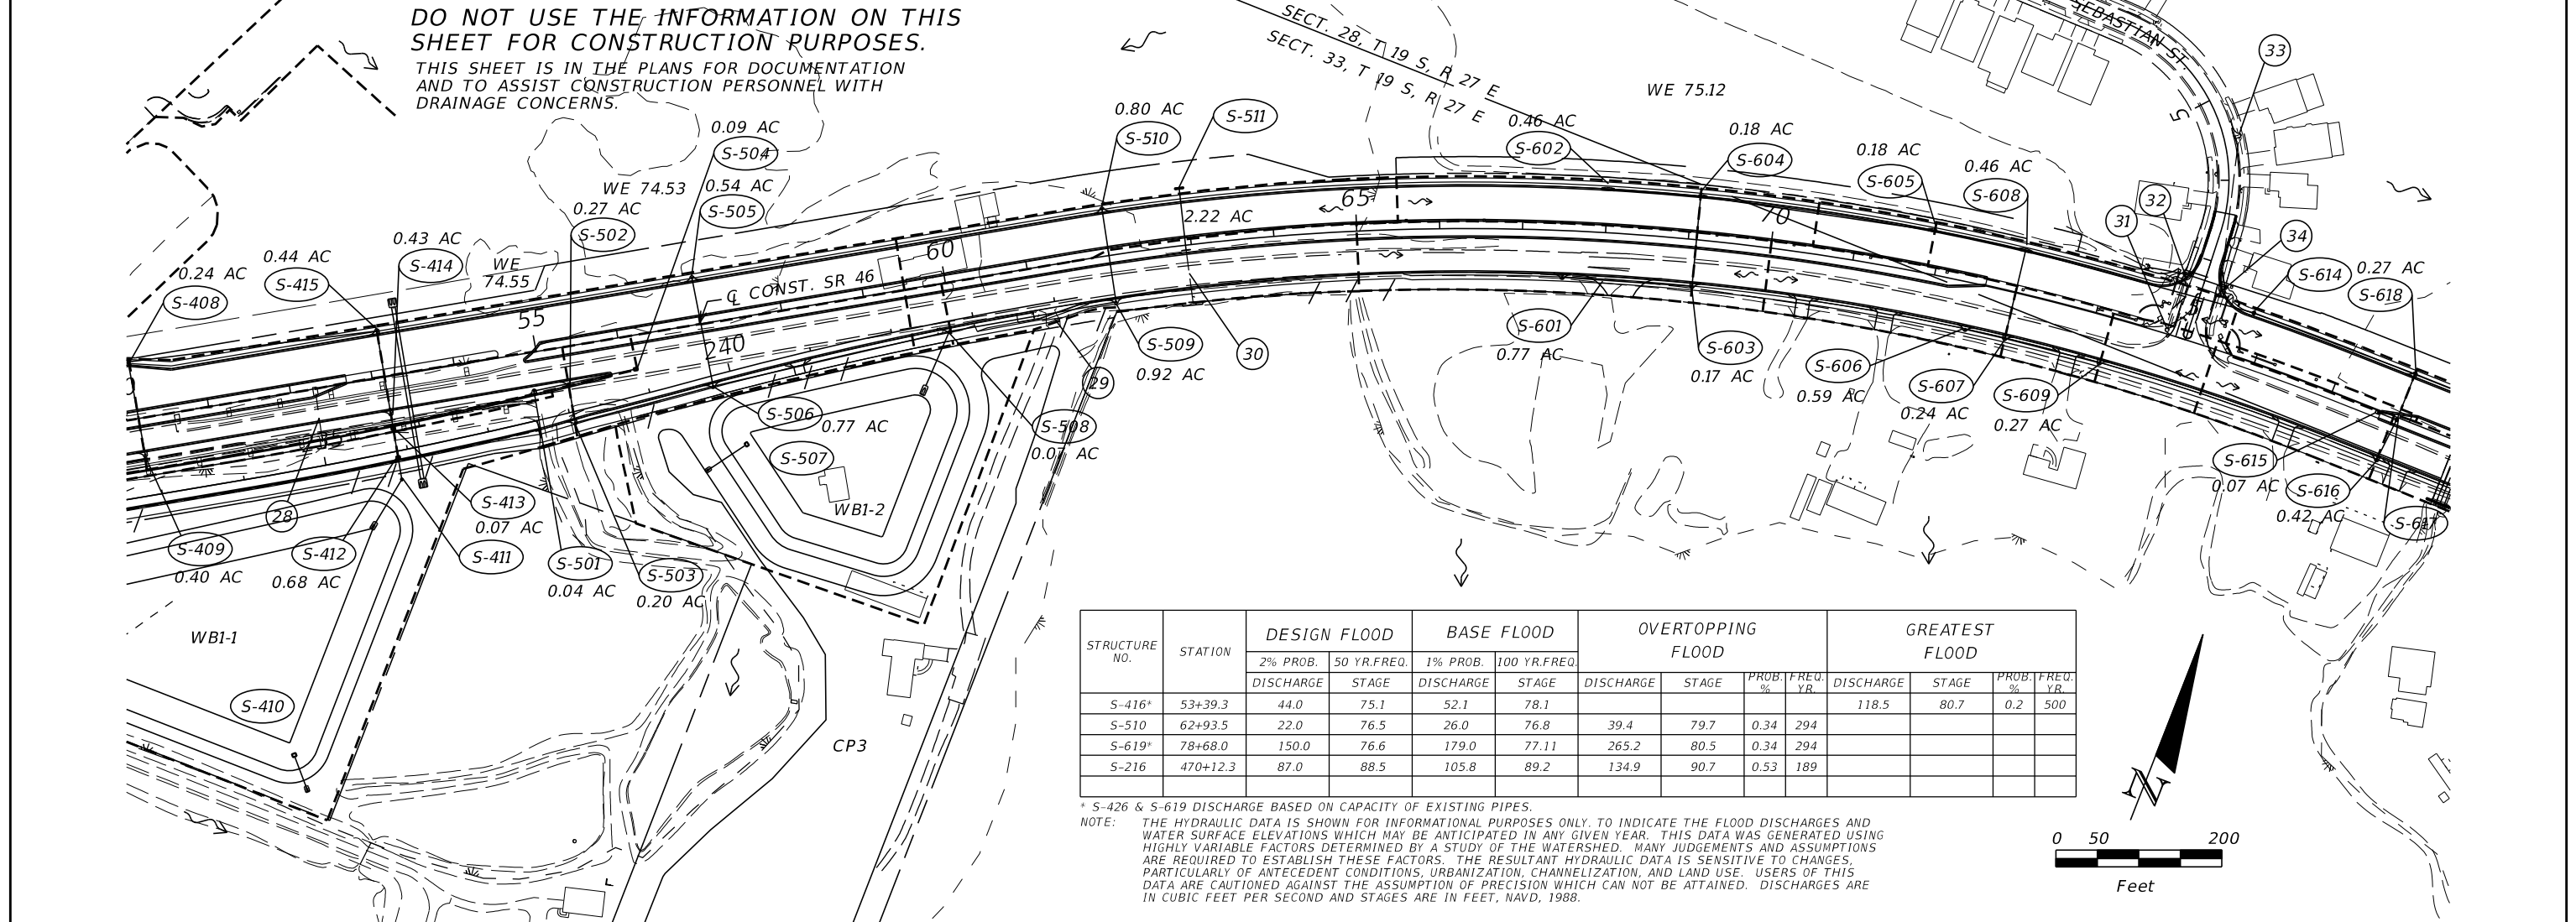 DO NOT USE THE INFORMATION ON THIS
SHEET FOR CONSTRUCTION PURPOSES.
THIS SHEET IS IN THE PLANS FOR DOCUMENTATION
AND TO ASSIST CONSTRUCTION PERSONNEL WITH
DRAINAGE CONCERNS.
SECT. 28, T 19 S, R 27 E
SECT. 33, T 19 S, R 27 E
WE 75.12
SEBASTIAN ST.
33
5
0.09 AC
S-504
WE 74.53
0.54 AC
S-505
0.27 AC
S-502
0.80 AC
S-510
S-511
0.46 AC
S-602
0.18 AC
S-604
0.18 AC
S-605
0.46 AC
S-608
32
31
34
S-614
0.27 AC
S-618
0.43 AC
S-414
0.44 AC
S-415
0.24 AC
S-408
WE
74.55
55
60
65
70
2.22 AC
℄ CONST. SR 46
240
235
S-509
0.92 AC
30
29
S-601
0.77 AC
S-603
0.17 AC
S-606
0.59 AC
S-607
0.24 AC
S-609
0.27 AC
S-506
0.77 AC
S-507
WB1-2
S-508
0.07 AC
S-615
0.07 AC
S-616
0.42 AC
S-617
28
S-413
0.07 AC
S-409
0.40 AC
S-412
0.68 AC
S-411
S-501
0.04 AC
S-503
0.20 AC
WB1-1
S-410
CP3
STRUCTURE NO. STATION DESIGN FLOOD BASE FLOOD OVERTOPPING FLOOD GREATEST FLOOD
2% PROB. 50 YR.FREQ. 1% PROB. 100 YR.FREQ.
DISCHARGE STAGE DISCHARGE STAGE DISCHARGE STAGE PROB. % FREQ. YR. DISCHARGE STAGE PROB. % FREQ. YR.
S-416* 53+39.3 44.0 75.1 52.1 78.1 118.5 80.7 0.2 500
S-510 62+93.5 22.0 76.5 26.0 76.8 39.4 79.7 0.34 294
S-619* 78+68.0 150.0 76.6 179.0 77.11 265.2 80.5 0.34 294
S-216 470+12.3 87.0 88.5 105.8 89.2 134.9 90.7 0.53 189
* S-426 & S-619 DISCHARGE BASED ON CAPACITY OF EXISTING PIPES.
NOTE: THE HYDRAULIC DATA IS SHOWN FOR INFORMATIONAL PURPOSES ONLY. TO INDICATE THE FLOOD DISCHARGES AND
WATER SURFACE ELEVATIONS WHICH MAY BE ANTICIPATED IN ANY GIVEN YEAR. THIS DATA WAS GENERATED USING
HIGHLY VARIABLE FACTORS DETERMINED BY A STUDY OF THE WATERSHED. MANY JUDGEMENTS AND ASSUMPTIONS
ARE REQUIRED TO ESTABLISH THESE FACTORS. THE RESULTANT HYDRAULIC DATA IS SENSITIVE TO CHANGES,
PARTICULARLY OF ANTECEDENT CONDITIONS, URBANIZATION, CHANNELIZATION, AND LAND USE. USERS OF THIS
DATA ARE CAUTIONED AGAINST THE ASSUMPTION OF PRECISION WHICH CAN NOT BE ATTAINED. DISCHARGES ARE
IN CUBIC FEET PER SECOND AND STAGES ARE IN FEET, NAVD, 1988.
N
0 50 200
Feet